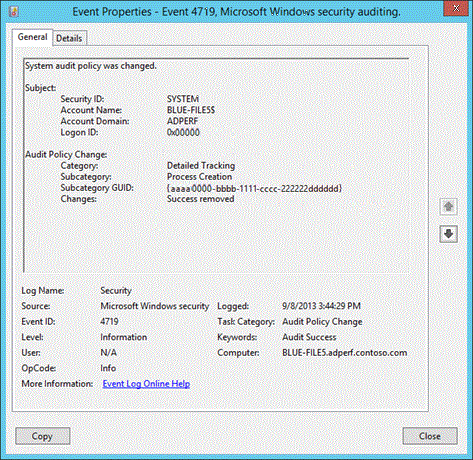 Event Properties - Event 4719, Microsoft Windows security auditing.
General Details
System audit policy was changed.
Subject:
Security ID: SYSTEMi
Account Name: BLUE-FILES$
Account Domain: ADPERF
Logon ID: 0x00000
Audit Policy Change:
Category: Detailed Tracking
Subcategory: Process Creation
Subcategory GUID: {aaaa0000-bbbb-1111-cccc-222222dddddd}
Changes: Success removed
Log Name: Security
Source: Microsoft Windows security Logged: 9/8/2013 3:44:29 PM
Event ID: 4719 Task Category: Audit Policy Change
Level: Information Keywords: Audit Success
User: N/A Computer: BLUE-FILES.adperf.contoso.com
OpCode: Info
More Information: Event Log Online Help
Copy Close